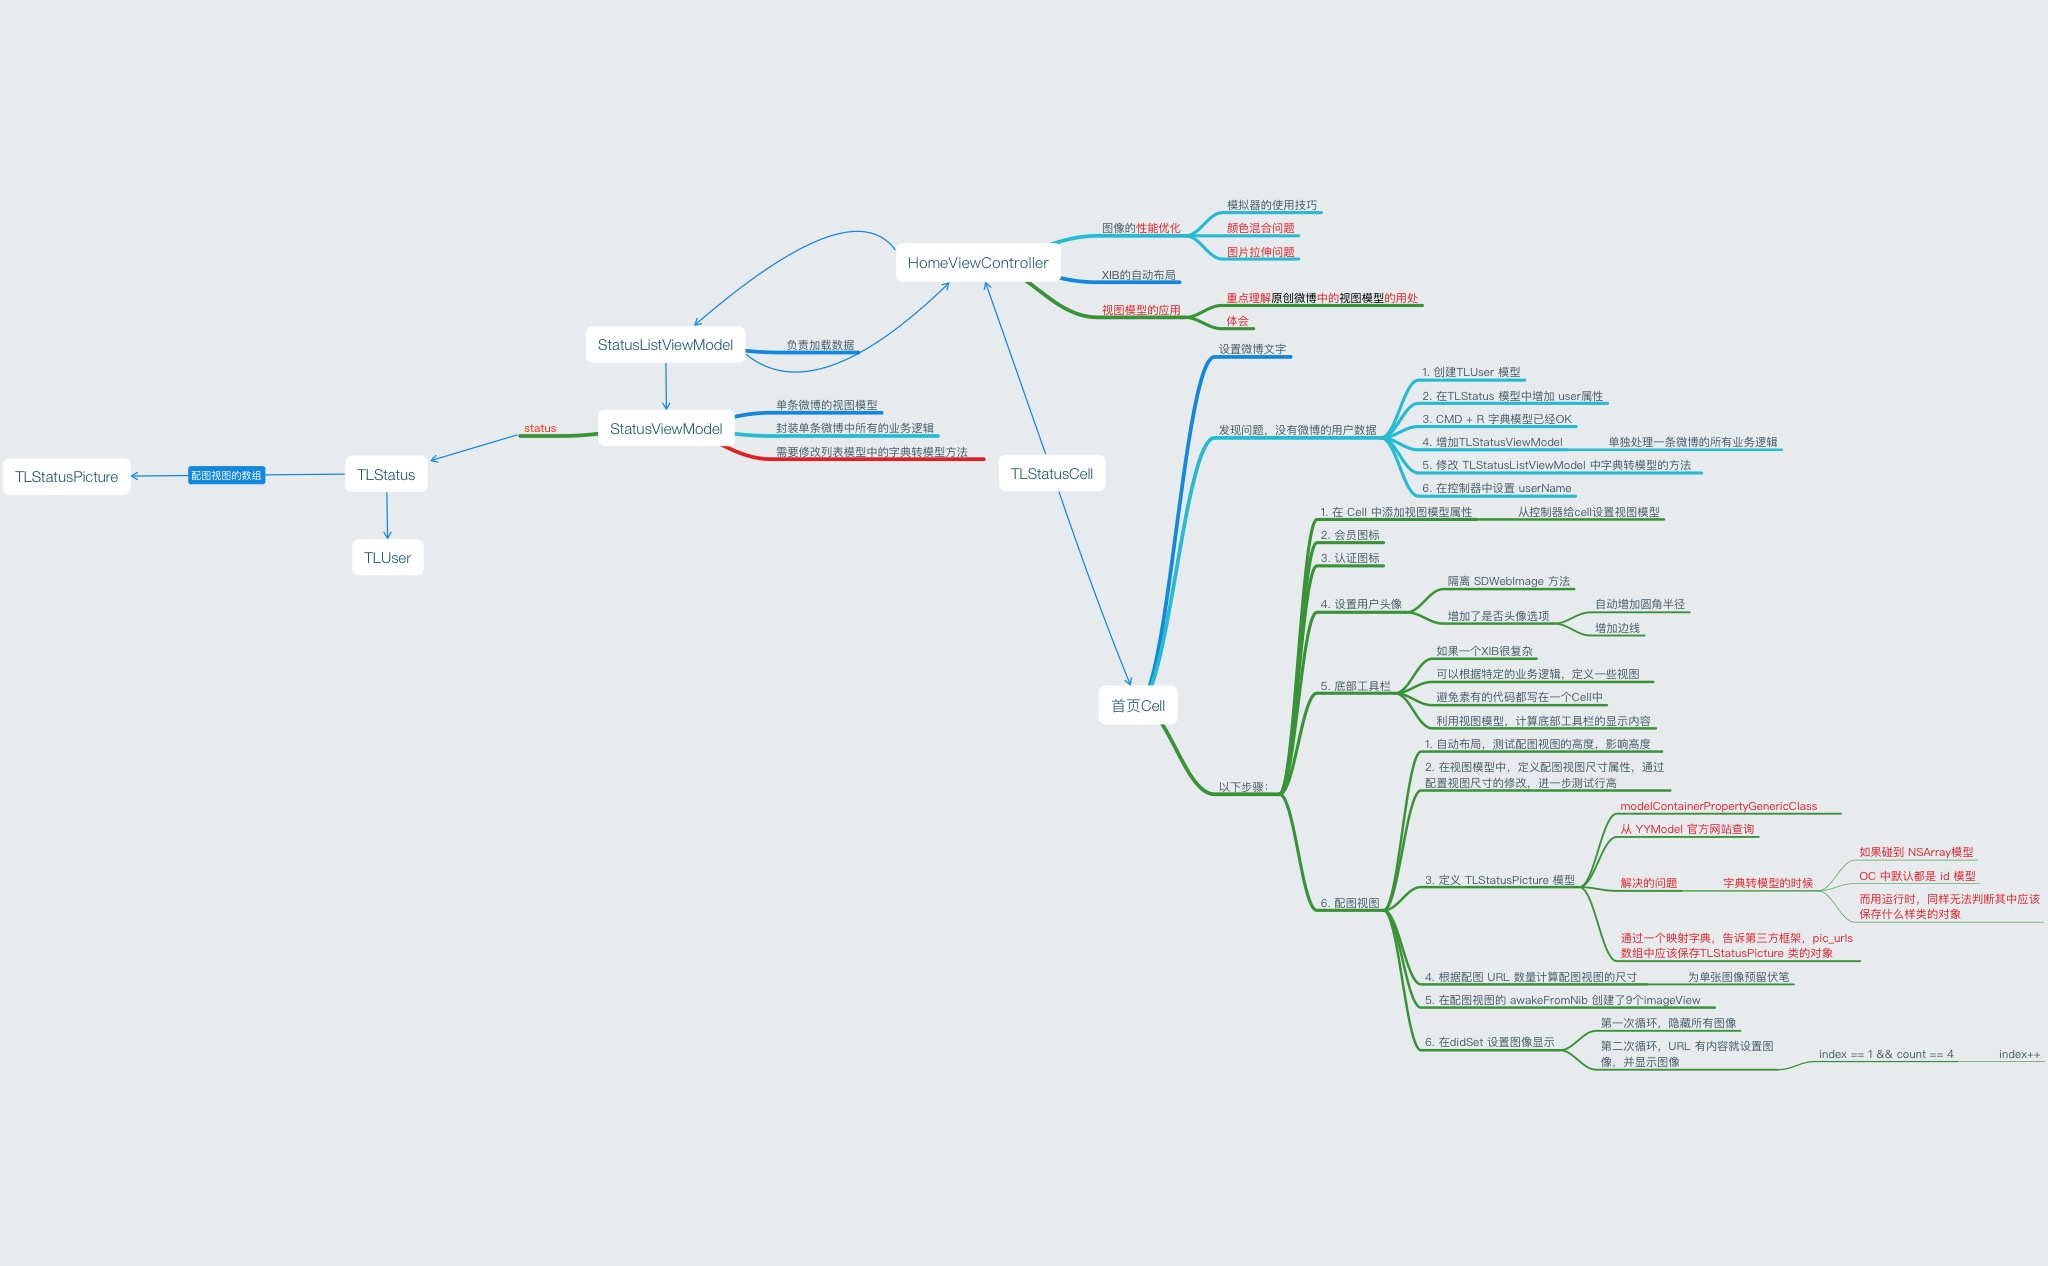 模拟器的使用技巧
图像的性能优化
颜色混合问题
图片拉伸问题
HomeViewController
XIB的自动布局
重点理解原创微博中的视图模型的用处
视图模型的应用
体会
StatusListViewModel
负责加载数据
单条微博的视图模型
StatusViewModel
封装单条微博中所有的业务逻辑
需要修改列表模型中的字典转模型方法
status
TLStatusPicture
配图视图的数组
TLStatus
TLUser
TLStatusCell
首页Cell
设置微博文字
发现问题，没有微博的用户数据
1. 创建TLUser 模型
2. 在TLStatus 模型中增加 user属性
3. CMD + R 字典模型已经OK
4. 增加TLStatusViewModel
单独处理一条微博的所有业务逻辑
5. 修改 TLStatusListViewModel 中字典转模型的方法
6. 在控制器中设置 userName
以下步骤：
1. 在 Cell 中添加视图模型属性
从控制器给cell设置视图模型
2. 会员图标
3. 认证图标
4. 设置用户头像
隔离 SDWebImage 方法
增加了是否头像选项
自动增加圆角半径
增加边线
5. 底部工具栏
如果一个XIB很复杂
可以根据特定的业务逻辑，定义一些视图
避免素有的代码都写在一个Cell中
利用视图模型，计算底部工具栏的显示内容
6. 配图视图
1. 自动布局，测试配图视图的高度，影响高度
2. 在视图模型中，定义配图视图尺寸属性，通过
配置视图尺寸的修改，进一步测试行高
3. 定义 TLStatusPicture 模型
modelContainerPropertyGenericClass
从 YYModel 官方网站查询
解决的问题
字典转模型的时候
如果碰到 NSArray模型
OC 中默认都是 id 模型
而用运行时，同样无法判断其中应该
保存什么样类的对象
通过一个映射字典，告诉第三方框架，pic_urls
数组中应该保存TLStatusPicture 类的对象
4. 根据配图 URL 数量计算配图视图的尺寸
为单张图像预留伏笔
5. 在配图视图的 awakeFromNib 创建了9个imageView
6. 在didSet 设置图像显示
第一次循环，隐藏所有图像
第二次循环，URL 有内容就设置图
像，并显示图像
index == 1 && count == 4
index++